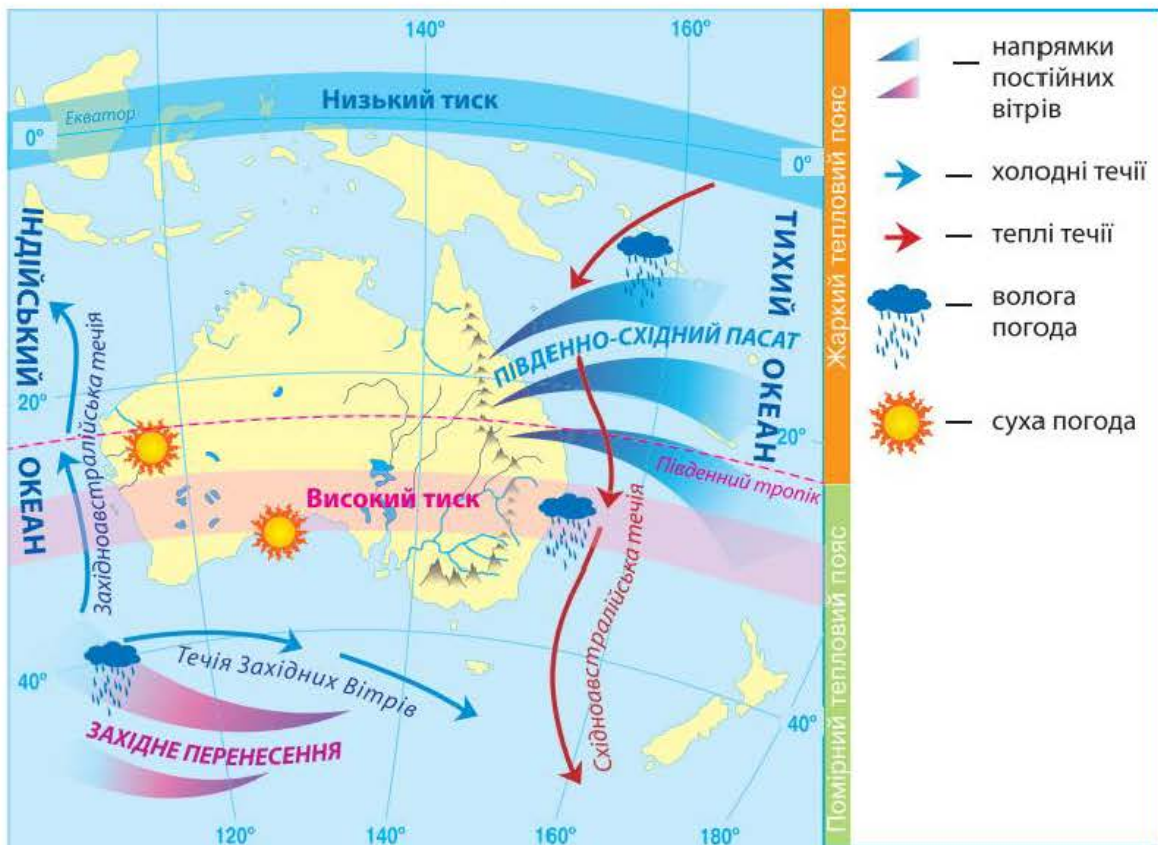 140°
160°
Низький тиск
Екватор
0°
0°
ІНДІЙСЬКИЙ ОКЕАН
ТИХИЙ ОКЕАН
ПІВДЕННО-СХІДНИЙ ПАСАТ
Західноавстралійська течія
20°
20°
Південний тропік
Високий тиск
Східноавстралійська течія
Течія Західних Вітрів
40°
40°
ЗАХІДНЕ ПЕРЕНЕСЕННЯ
120°
140°
160°
180°
Жаркий тепловий пояс
Помірний тепловий пояс
— напрямки
постійних
вітрів
— холодні течії
— теплі течії
— волога
погода
— суха погода